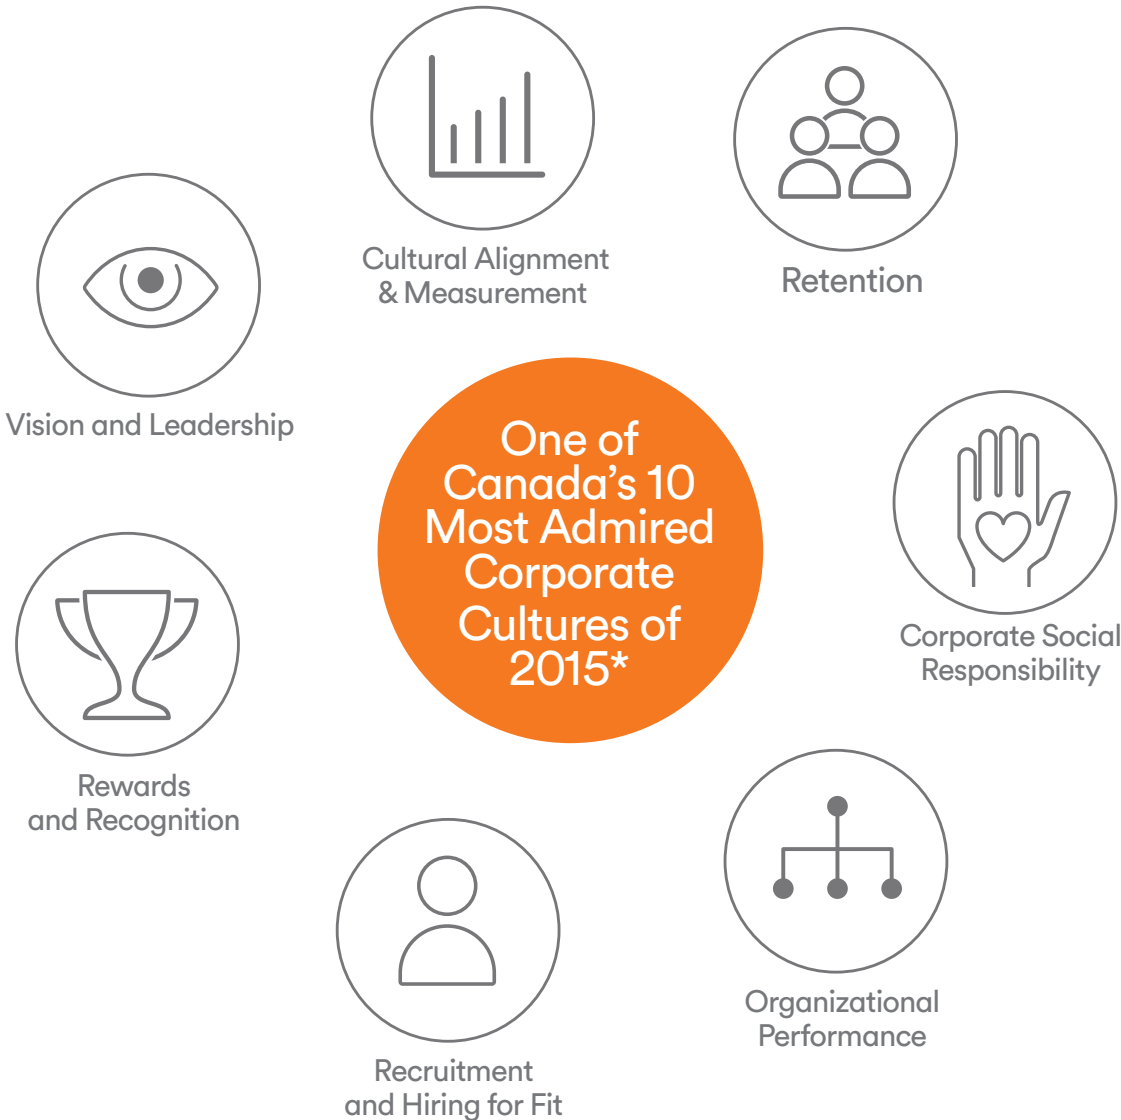 Cultural Alignment
& Measurement
Retention
Vision and Leadership
One of
Canada’s 10
Most Admired
Corporate
Cultures of
2015*
Corporate Social
Responsibility
Rewards
and Recognition
Organizational
Performance
Recruitment
and Hiring for Fit